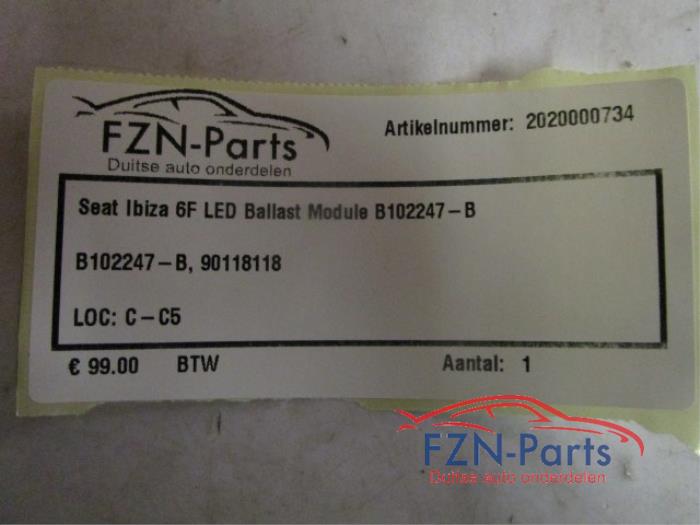 FZN-Parts
Duitse auto onderdelen
Artikelnummer: 2020000734
Seat Ibiza 6F LED Ballast Module B102247-B
B102247-B, 90118118
LOC: C-C5
€ 99.00 BTW Aantal: 1
FZN-Parts
Duitse auto onderdelen